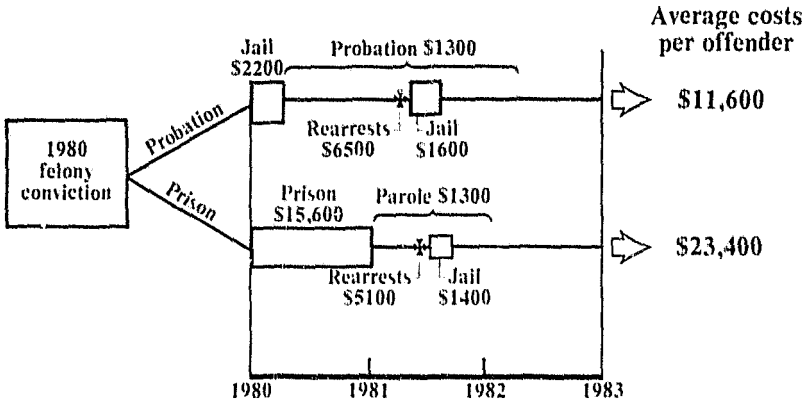 Average costs
per offender
Jail
$2200
Probation $1300
$11,600
Rearrests
$6500
Jail
$1600
Probation
1980
felony
conviction
Prison
Prison
$15,600
Parole $1300
$23,400
Rearrests
$5100
Jail
$1400
1980
1981
1982
1983